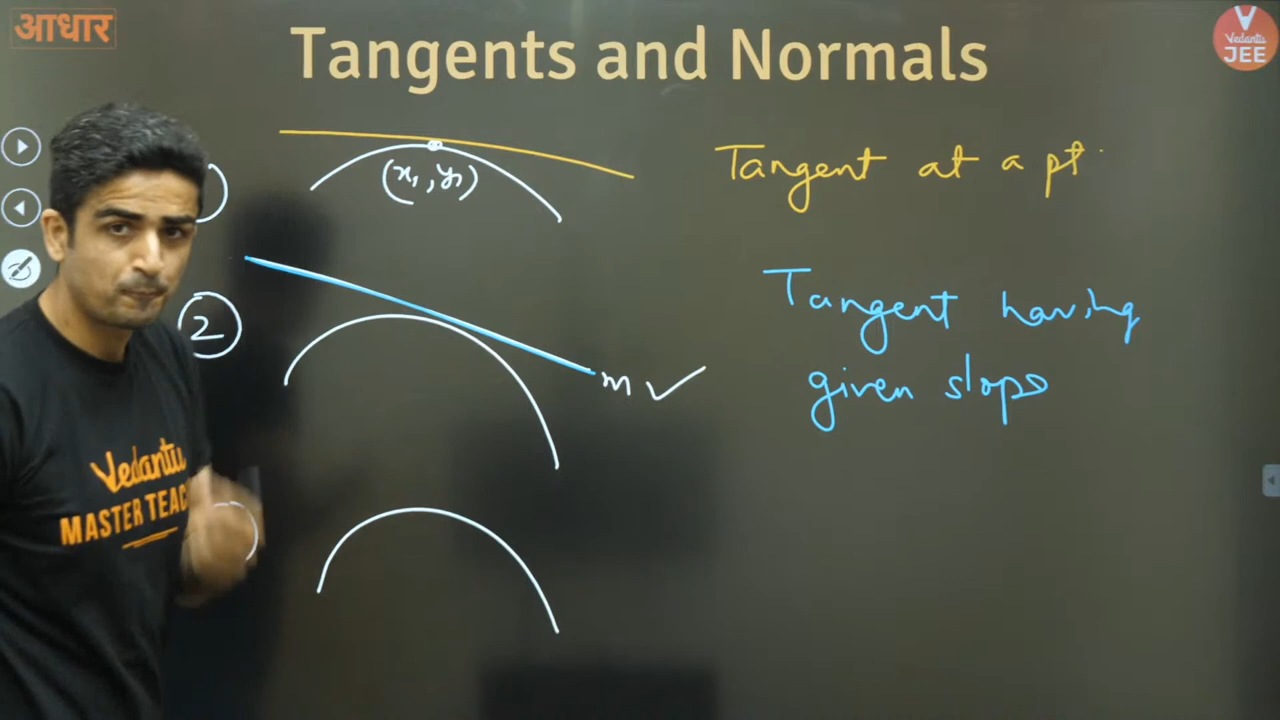 आधार
Tangents and Normals
Vedantu
JEE
Tangent at a pt.
(x₁, y₁)
Tangent having
given slope
2
m ✓
Vedantu
MASTER TEAC